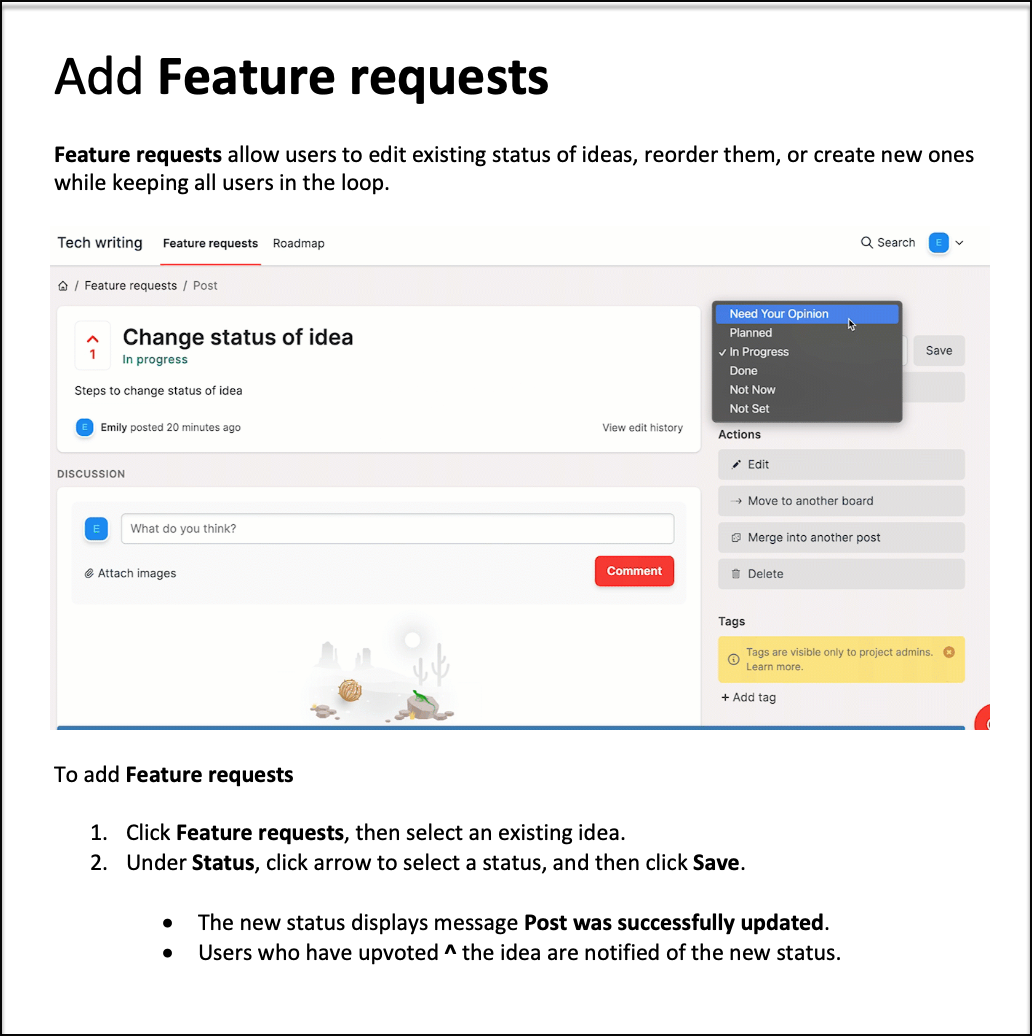 Add Feature requests
Feature requests allow users to edit existing status of ideas, reorder them, or create new ones
while keeping all users in the loop.
Tech writing Feature requests Roadmap Search E
/ Feature requests / Post
1
Change status of idea
In progress
Steps to change status of idea
E Emily posted 20 minutes ago View edit history
DISCUSSION
E What do you think?
Attach images Comment
Need Your Opinion
Planned
✓ In Progress
Done
Not Now
Not Set
Save
Actions
Edit
Move to another board
Merge into another post
Delete
Tags
Tags are visible only to project admins.
Learn more.
+ Add tag
To add Feature requests
1. Click Feature requests, then select an existing idea.
2. Under Status, click arrow to select a status, and then click Save.
• The new status displays message Post was successfully updated.
• Users who have upvoted ^ the idea are notified of the new status.